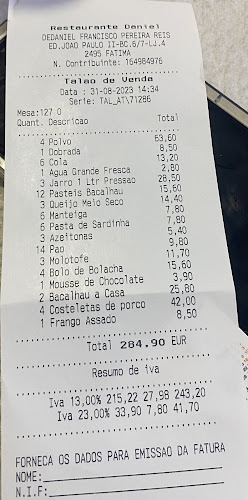 Restaurante Daniel
DEDANIEL FRANCISCO PEREIRA REIS
ED.JOAO PAULO II-BC.6/7-LJ.4
2495 FATIMA
N. Contribuinte: 164984976
Talao de Venda
Data : 31-08-2023 14:34
Serie: TAL_AT\71286
Mesa:127 0
Quant. Descricao Total
4 Polvo 63,60
1 Dobrada 8,50
6 Cola 13,20
1 Agua Grande Fresca 2,80
3 Jarro 1 Ltr Pressao 28,50
12 Pasteis Bacalhau 15,60
3 Queijo Meio Seco 14,40
6 Manteiga 7,80
6 Pasta de Sardinha 7,80
3 Azeitonas 5,40
14 Pao 9,80
3 Molotofe 11,70
4 Bolo de Bolacha 15,60
1 Mousse de Chocolate 3,90
2 Bacalhau a Casa 25,80
4 Costeletas de porco 42,00
1 Frango Assado 8,50
Total 284.90 EUR
Resumo de iva
Iva 13,00% 215,22 27,98 243,20
Iva 23,00% 33,90 7,80 41,70
FORNECA OS DADOS PARA EMISSAO DA FATURA
NOME:
N.I.F: